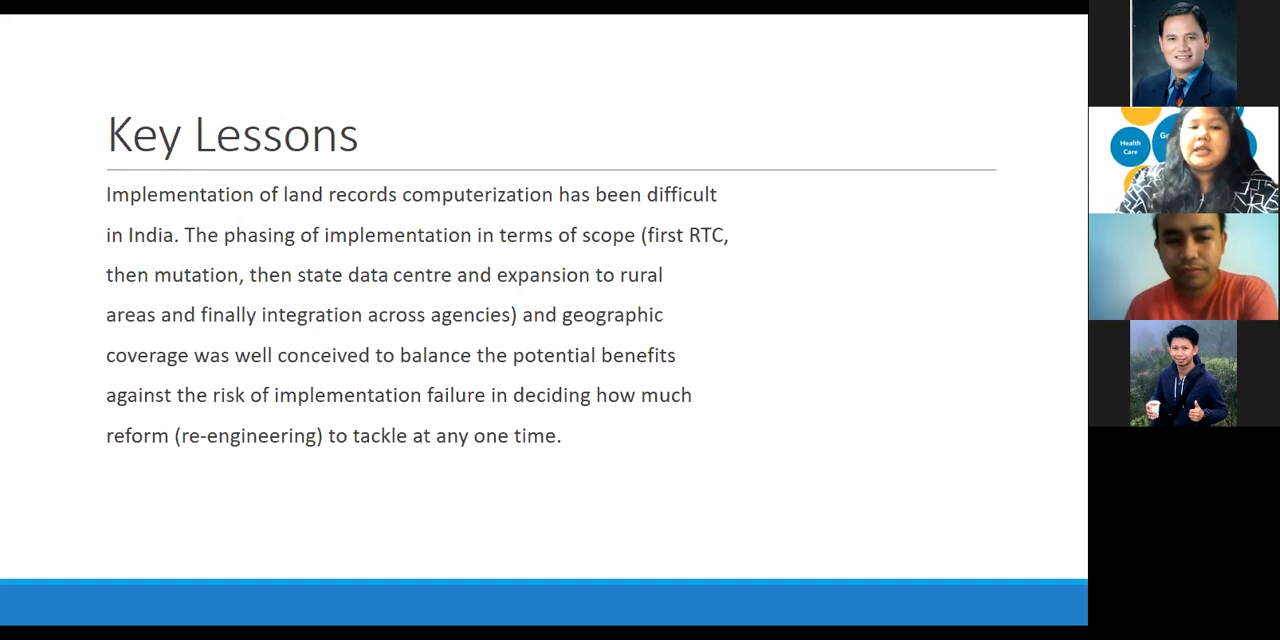 Key Lessons
Implementation of land records computerization has been difficult
in India. The phasing of implementation in terms of scope (first RTC,
then mutation, then state data centre and expansion to rural
areas and finally integration across agencies) and geographic
coverage was well conceived to balance the potential benefits
against the risk of implementation failure in deciding how much
reform (re-engineering) to tackle at any one time.
Health
Care